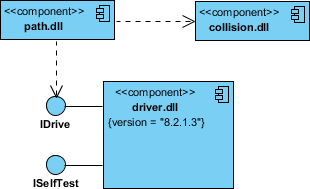 <<component>>
path.dll
<<component>>
collision.dll
<<component>>
driver.dll
{version = "8.2.1.3"}
IDrive
ISelfTest